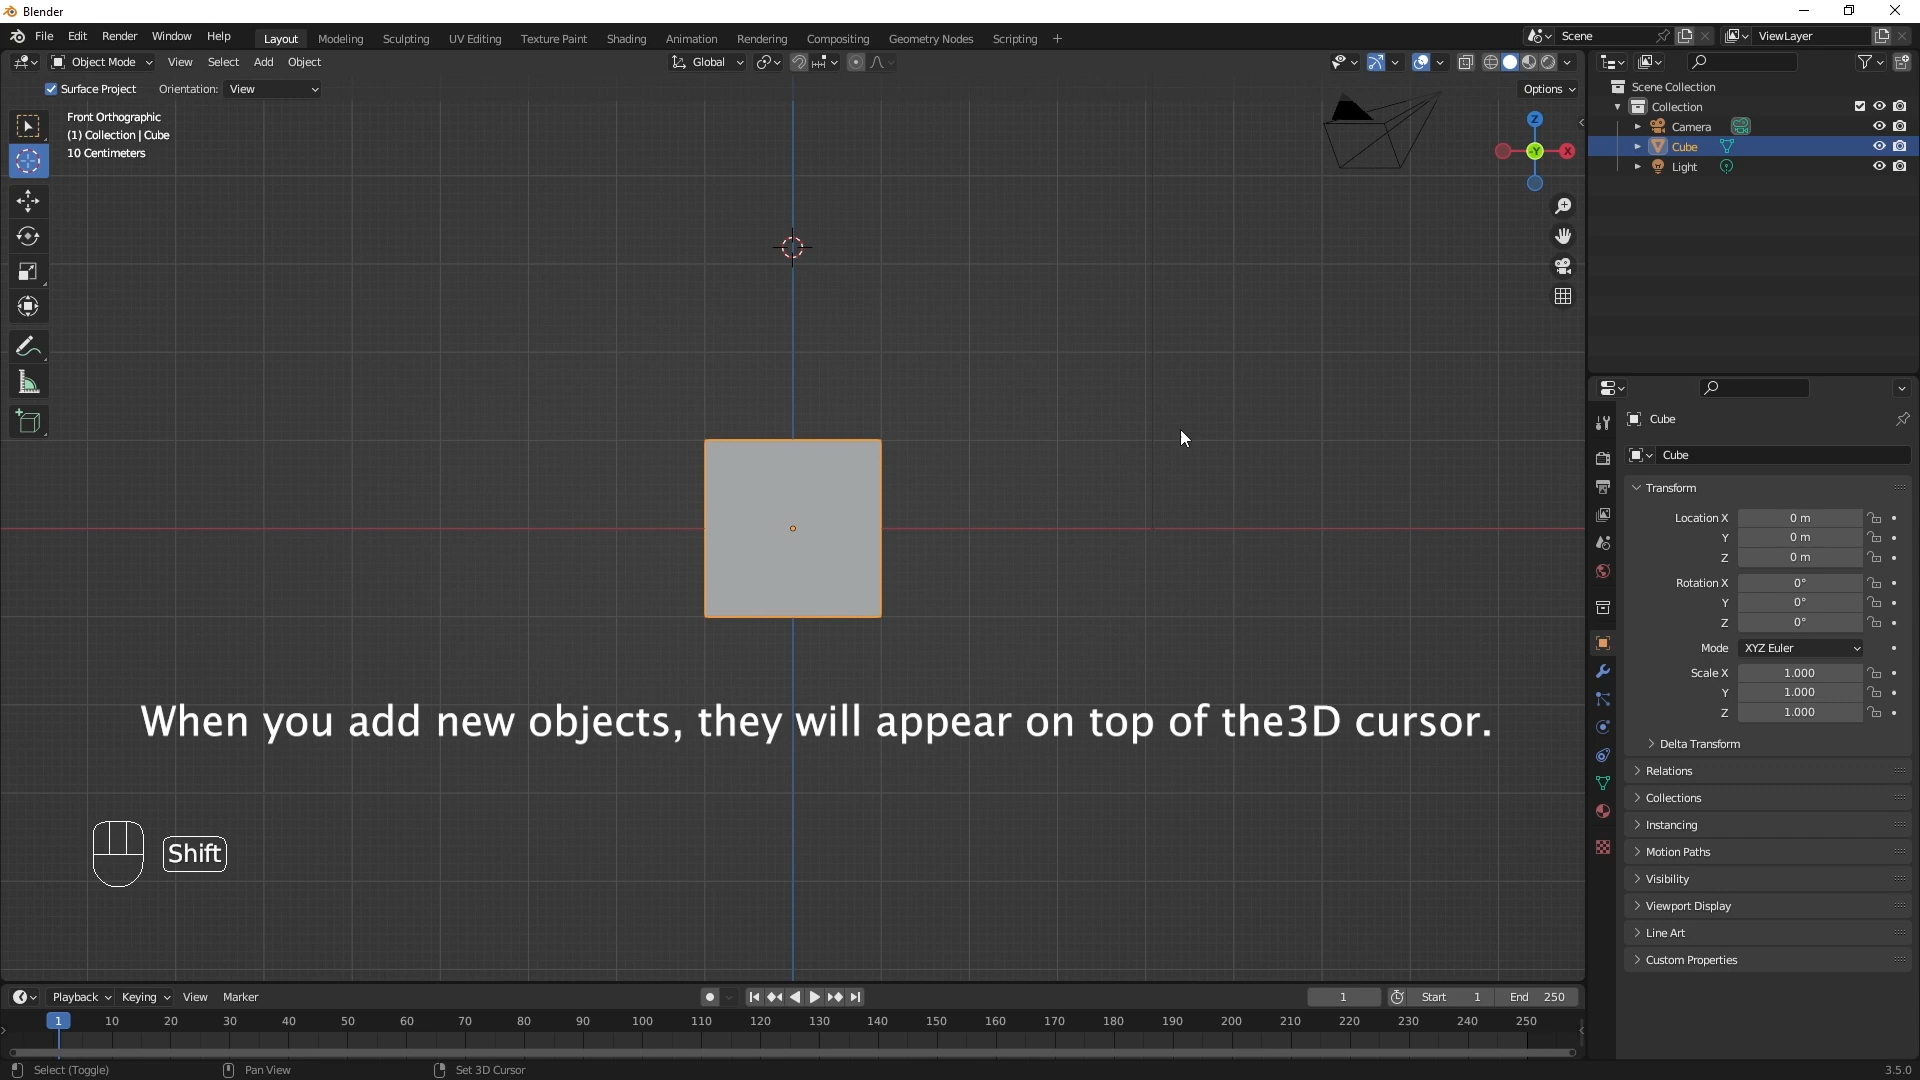 Blender
File Edit Render Window Help Layout Modeling Sculpting UV Editing Texture Paint Shading Animation Rendering Compositing Geometry Nodes Scripting + Scene ViewLayer
Object Mode View Select Add Object Global
Surface Project Orientation: View Options
Front Orthographic
(1) Collection | Cube
10 Centimeters
Z
-Y X
Scene Collection
Collection
Camera
Cube
Light
Cube
Cube
Transform
Location X 0 m
Y 0 m
Z 0 m
Rotation X 0°
Y 0°
Z 0°
Mode XYZ Euler
Scale X 1.000
Y 1.000
Z 1.000
Delta Transform
Relations
Collections
Instancing
Motion Paths
Visibility
Viewport Display
Line Art
Custom Properties
When you add new objects, they will appear on top of the3D cursor.
Shift
Playback Keying View Marker 1 Start 1 End 250
1 10 20 30 40 50 60 70 80 90 100 110 120 130 140 150 160 170 180 190 200 210 220 230 240 250
Select (Toggle) Pan View Set 3D Cursor 3.5.0